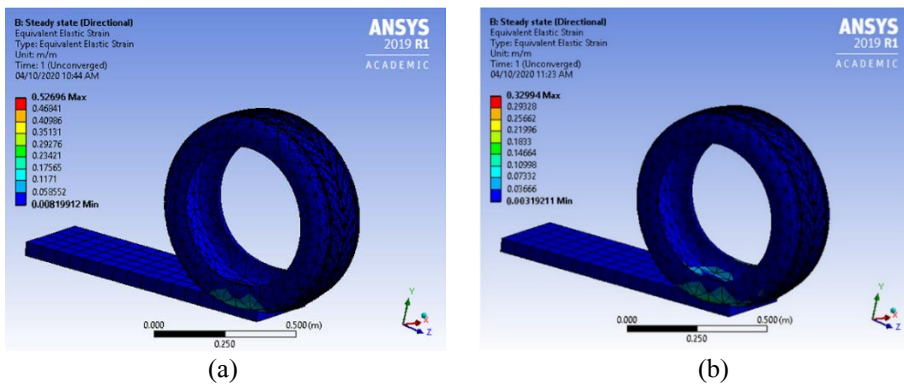 B: Steady state (Directional)
Equivalent Elastic Strain
Type: Equivalent Elastic Strain
Unit: m/m
Time: 1 (Unconverged)
04/10/2020 10:44 AM
0.52696 Max
0.46841
0.40986
0.35131
0.29276
0.23421
0.17565
0.1171
0.058552
0.00819912 Min
ANSYS
2019 R1
ACADEMIC
0.000
0.500 (m)
0.250
Y
X
Z
(a)
B: Steady state (Directional)
Equivalent Elastic Strain
Type: Equivalent Elastic Strain
Unit: m/m
Time: 1 (Unconverged)
04/10/2020 11:23 AM
0.32994 Max
0.29328
0.25662
0.21996
0.1833
0.14664
0.10998
0.07332
0.03666
0.00319211 Min
ANSYS
2019 R1
ACADEMIC
0.000
0.500 (m)
0.250
Y
X
Z
(b)